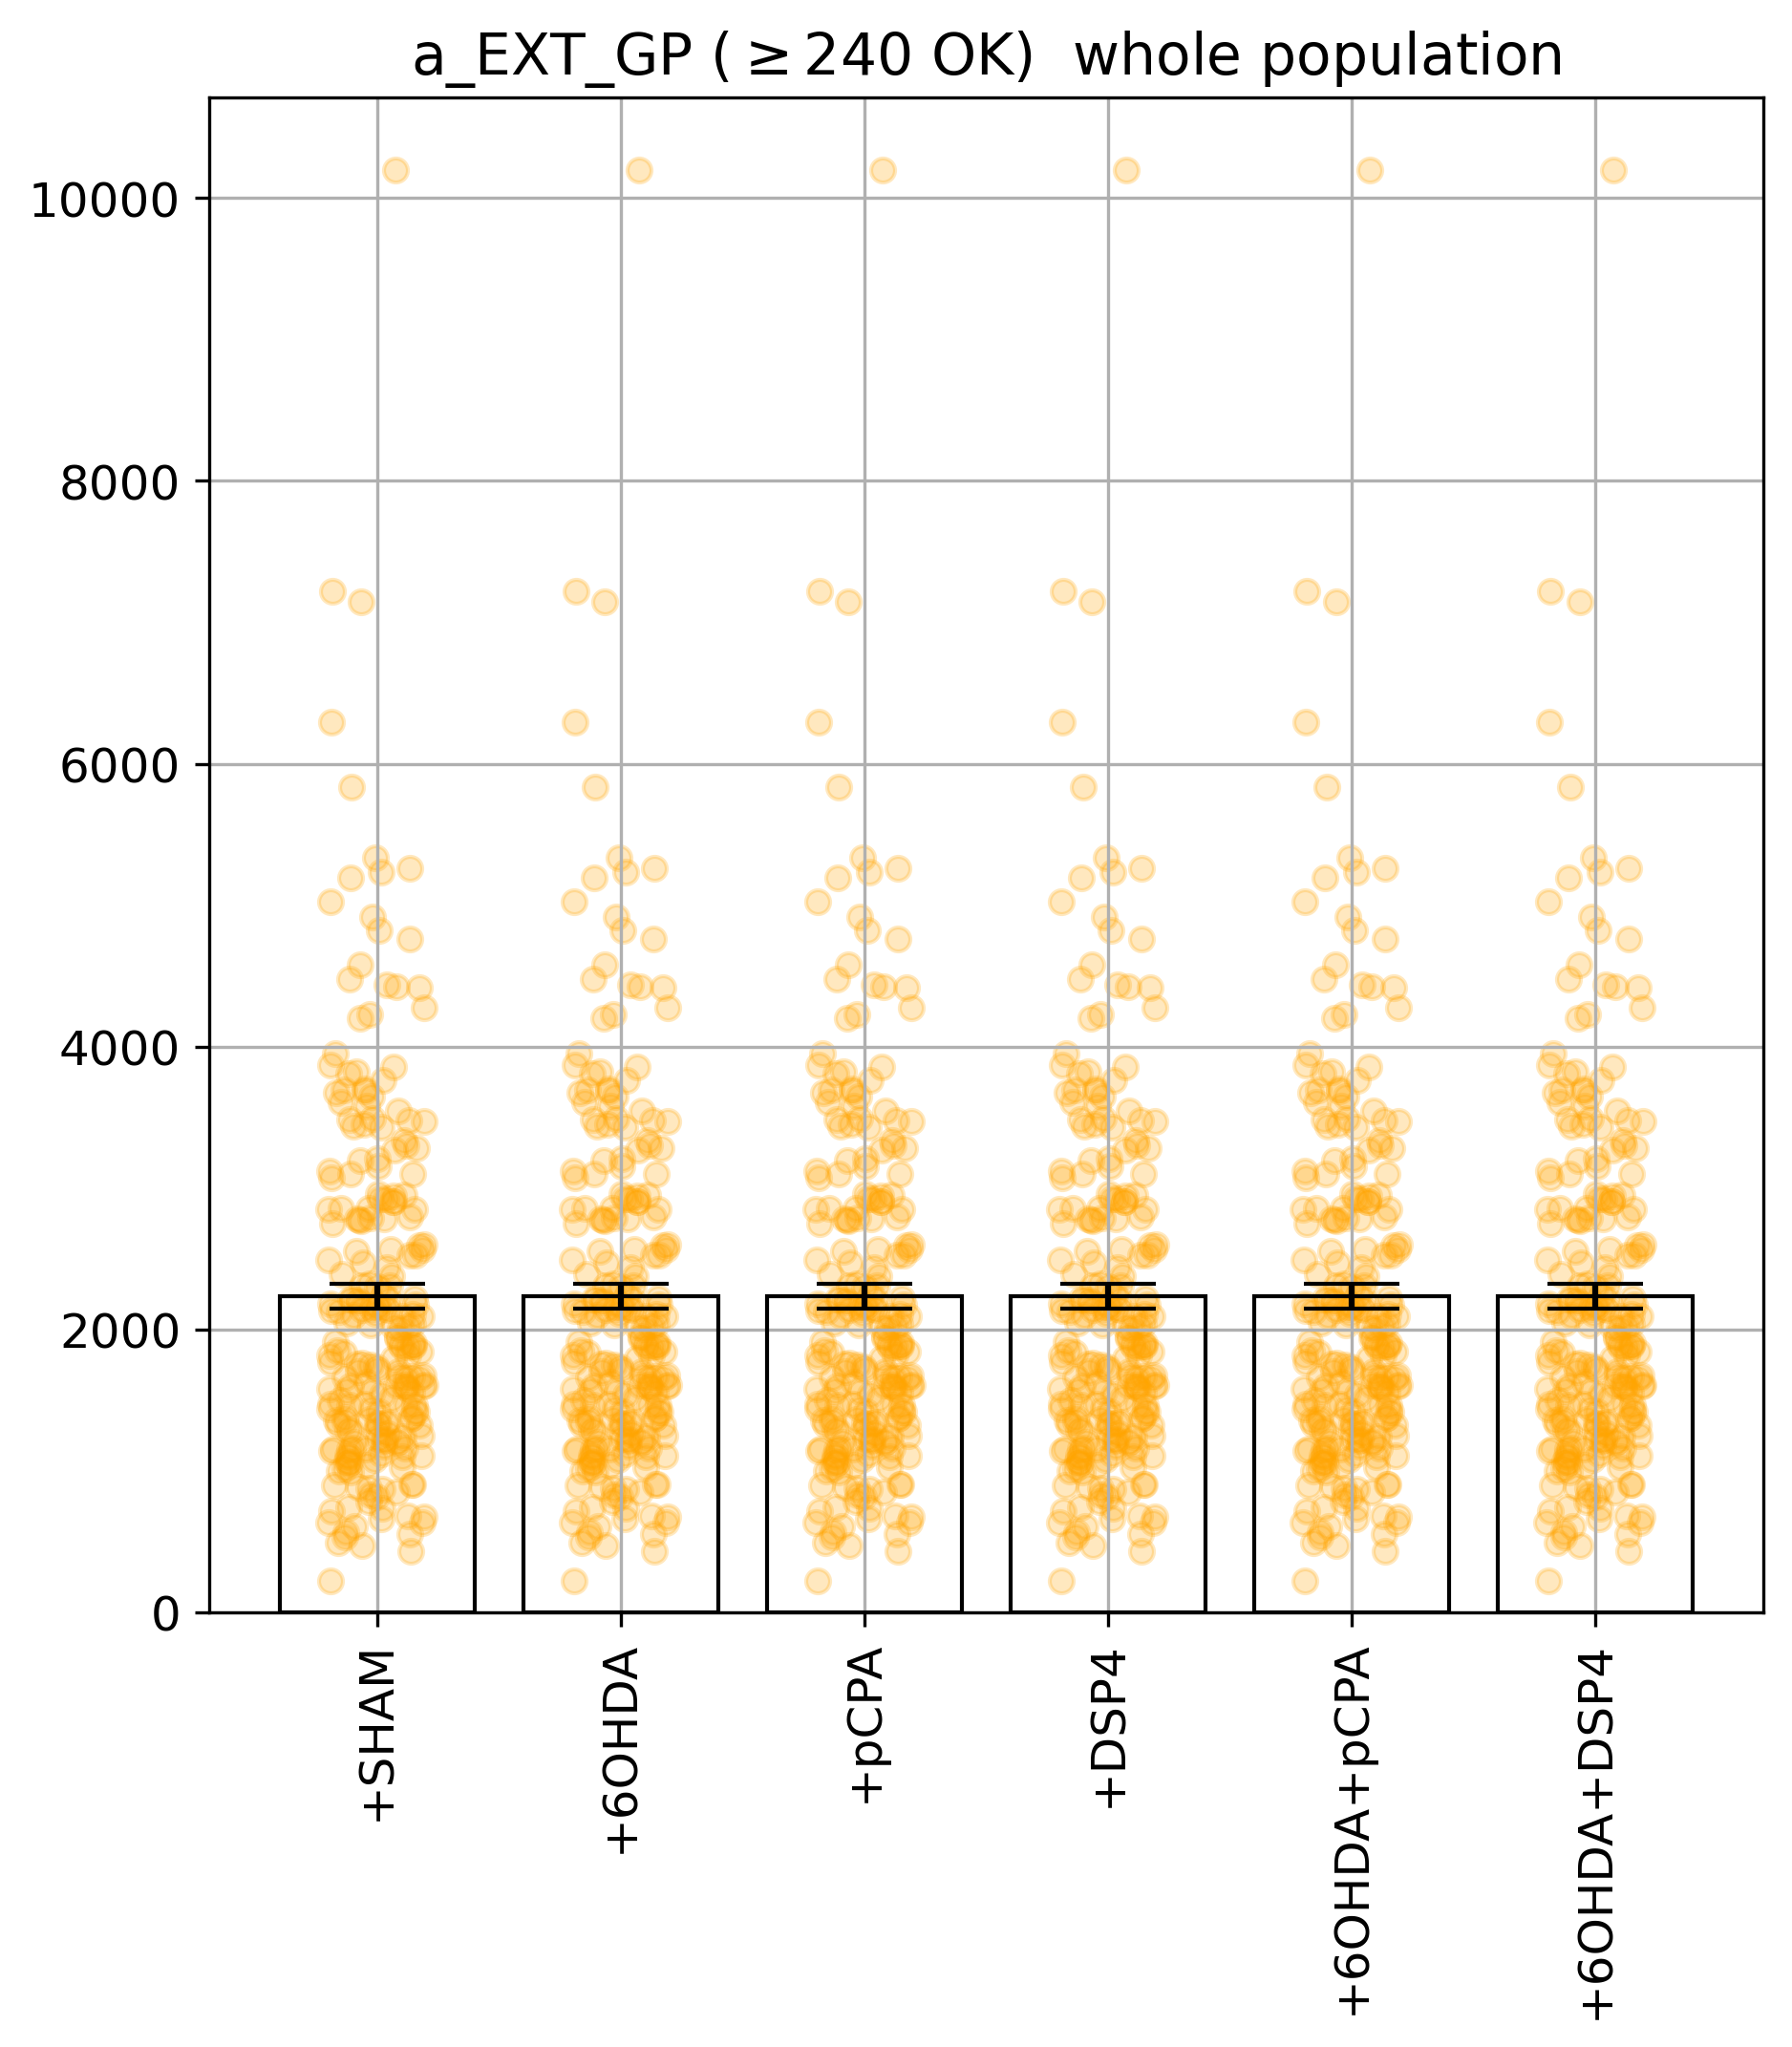 a_EXT_GP ( ≥ 240 OK)  whole population
10000
8000
6000
4000
2000
0
+SHAM
+6OHDA
+pCPA
+DSP4
+6OHDA+pCPA
+6OHDA+DSP4